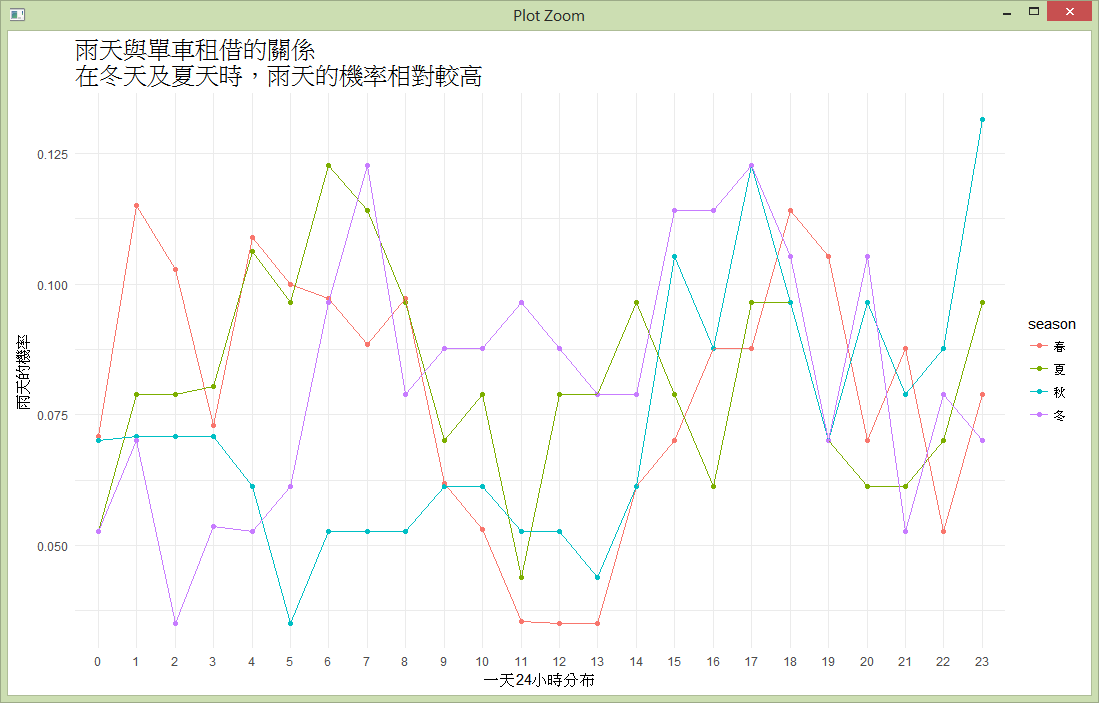 Plot Zoom
雨天與單車租借的關係
在冬天及夏天時，雨天的機率相對較高
0.125
0.100
0.075
0.050
雨天的機率
0 1 2 3 4 5 6 7 8 9 10 11 12 13 14 15 16 17 18 19 20 21 22 23
一天24小時分布
season
春
夏
秋
冬